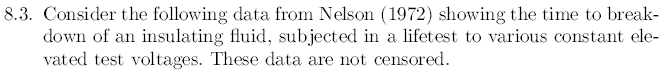 8.3. Consider the following data from Nelson (1972) showing the time to break-
down of an insulating fluid, subjected in a lifetest to various constant ele-
vated test voltages. These data are not censored.